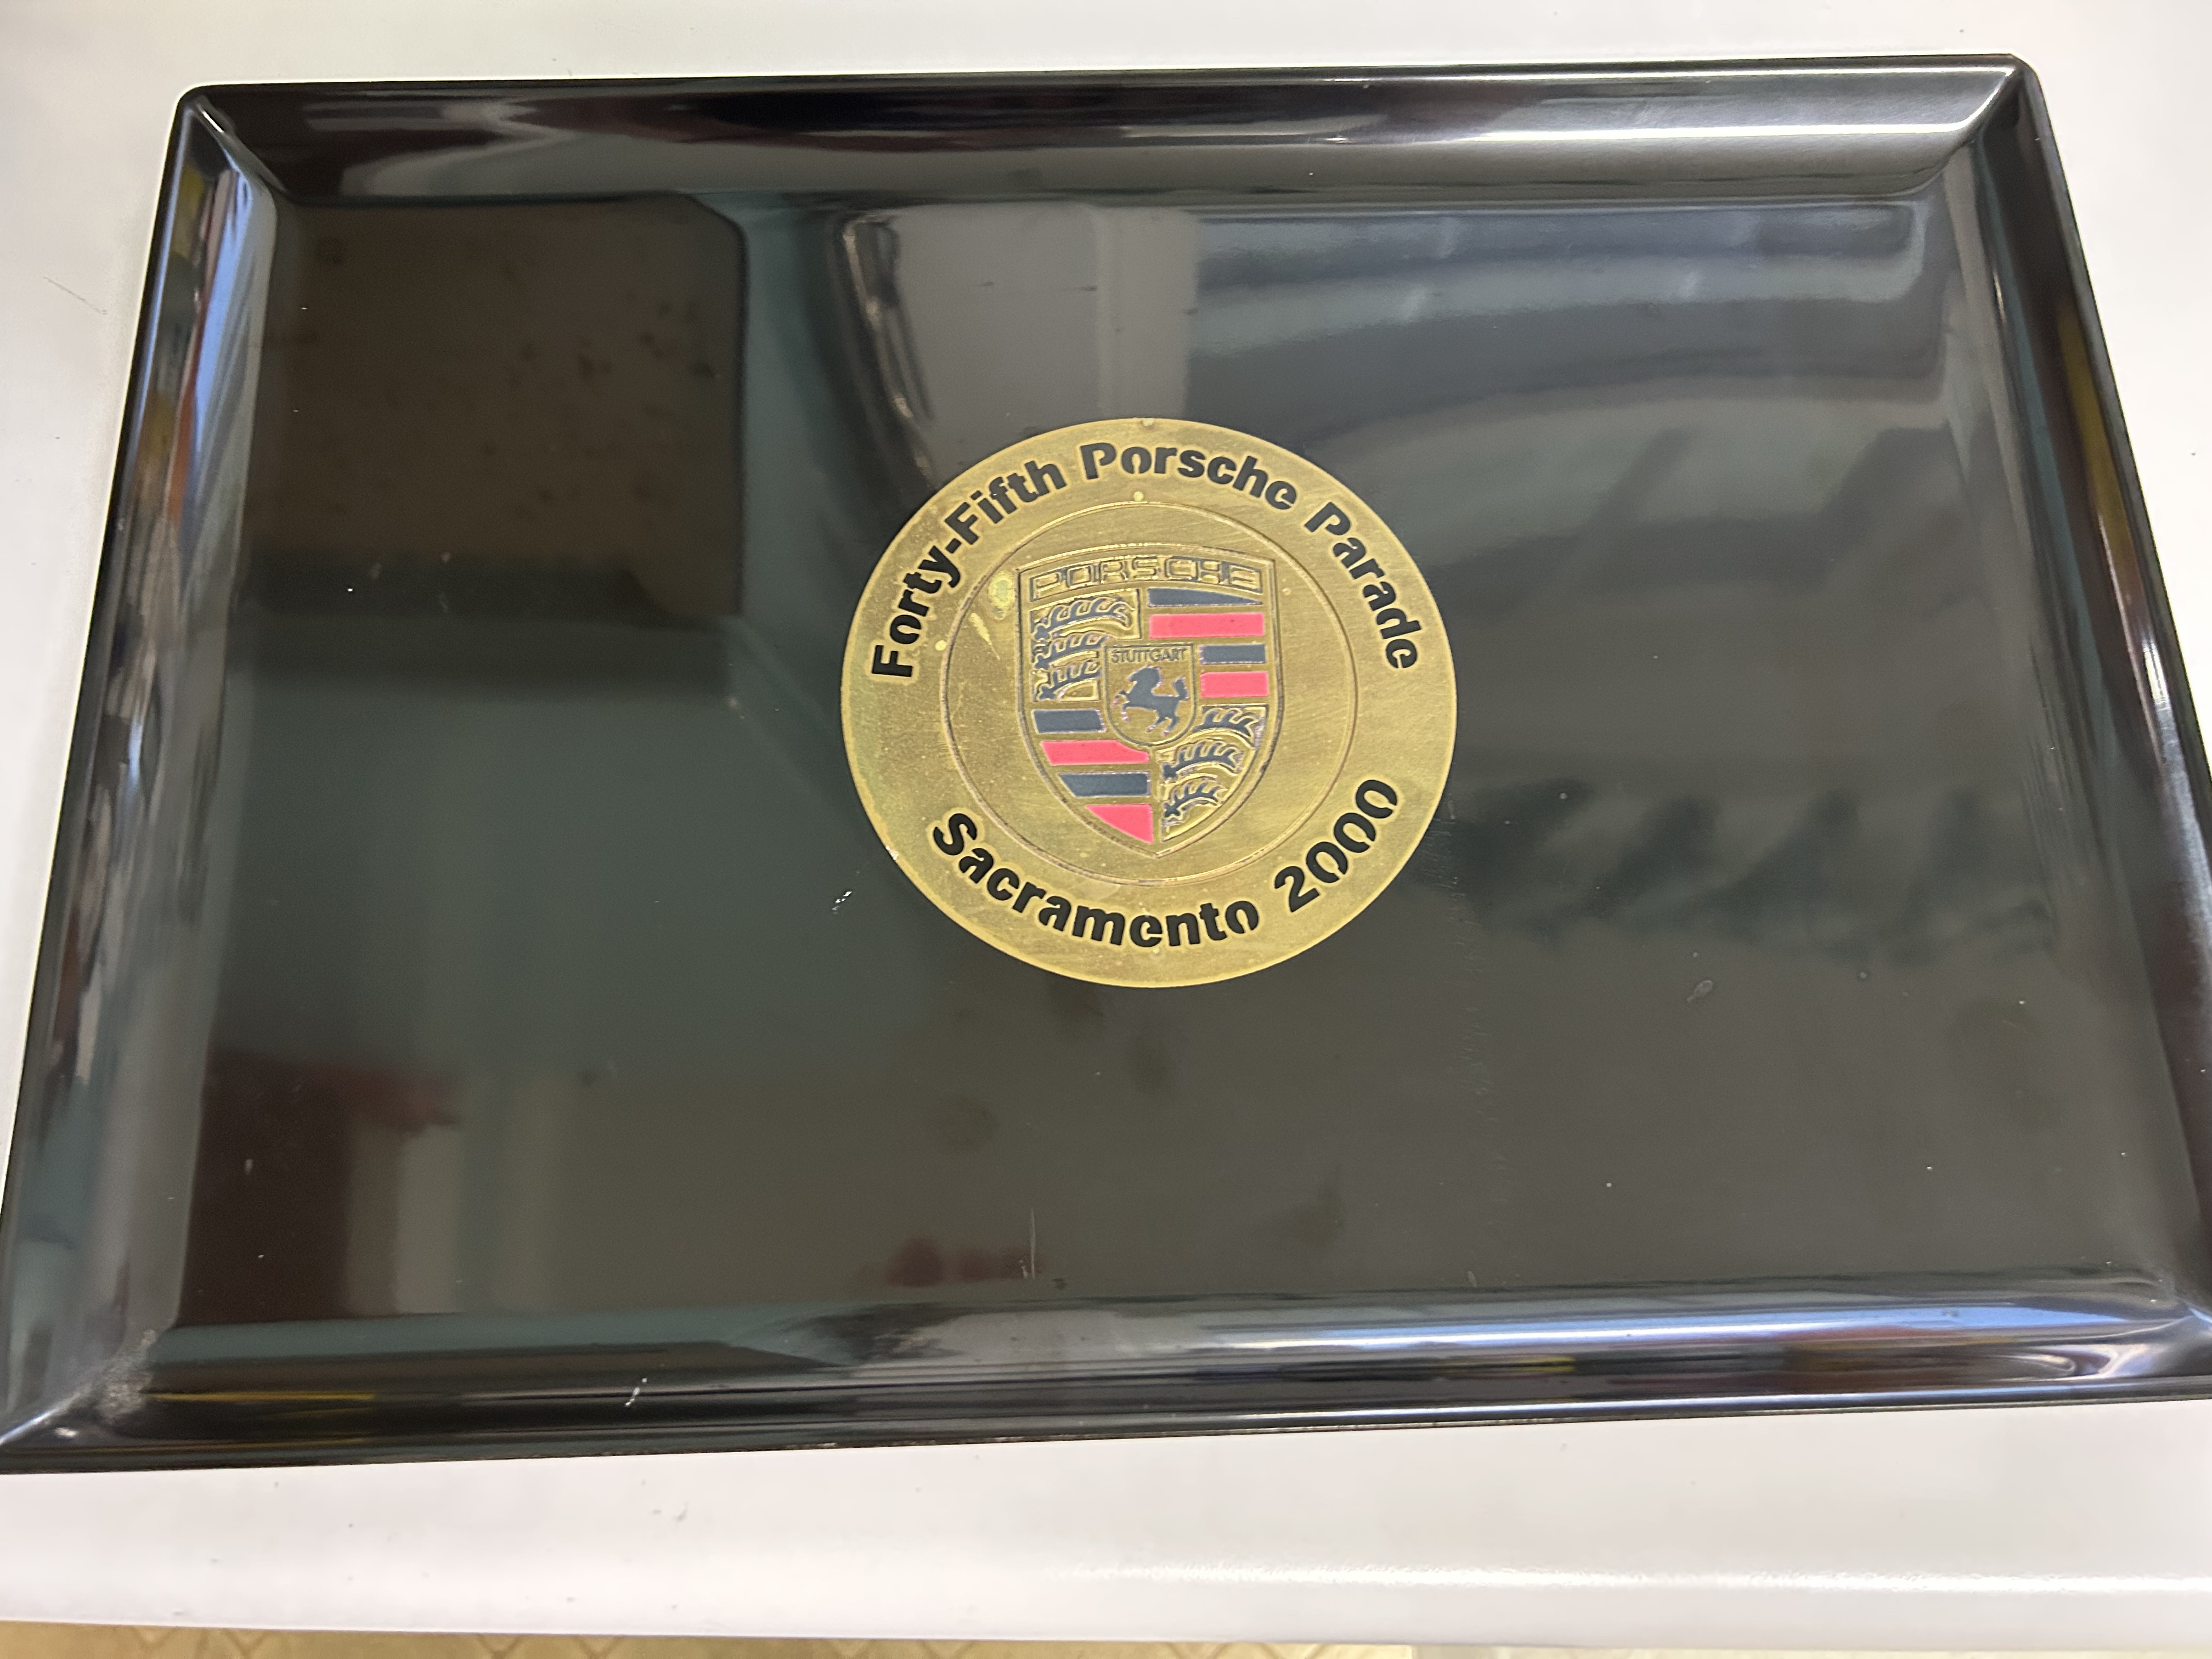 Forty-Fifth Porsche Parade
PORSCHE
STUTTGART
Sacramento 2000